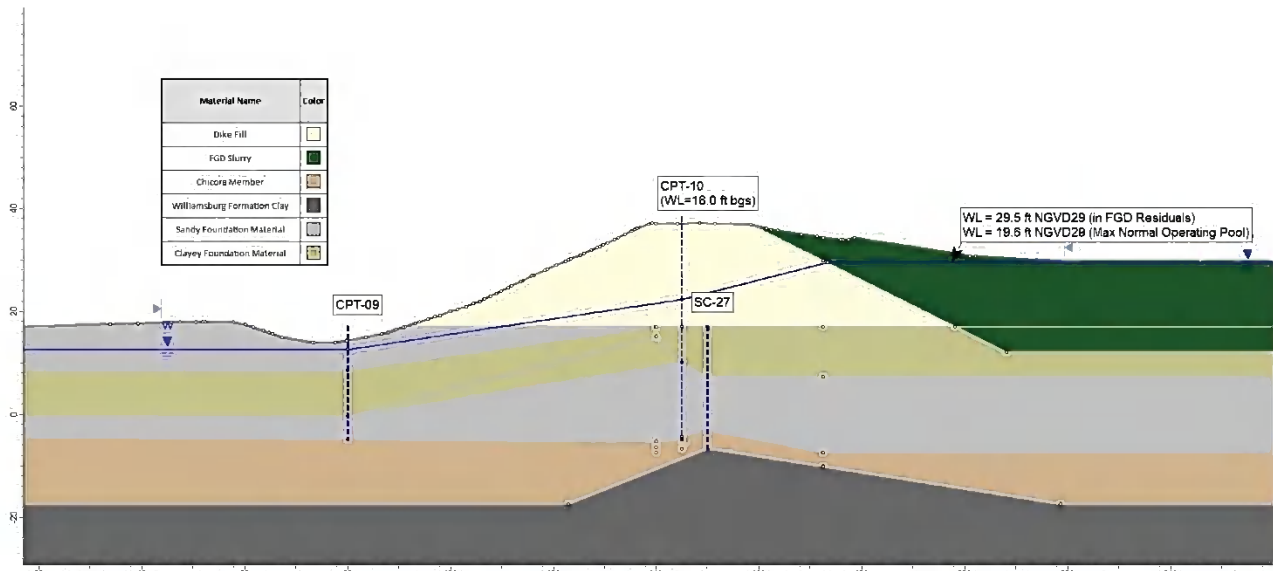 60
40
20
0
-20
Material Name Color
Dike Fill
FGD Slurry
Chicora Member
Williamsburg Formation Clay
Sandy Foundation Material
Clayey Foundation Material
CPT-09
CPT-10
(WL=16.0 ft bgs)
SC-27
WL = 29.5 ft NGVD29 (in FGD Residuals)
WL = 19.6 ft NGVD29 (Max Normal Operating Pool)
W